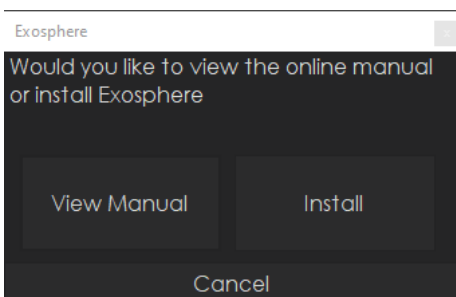 Exosphere
x
Would you like to view the online manual
or install Exosphere
View Manual
Install
Cancel